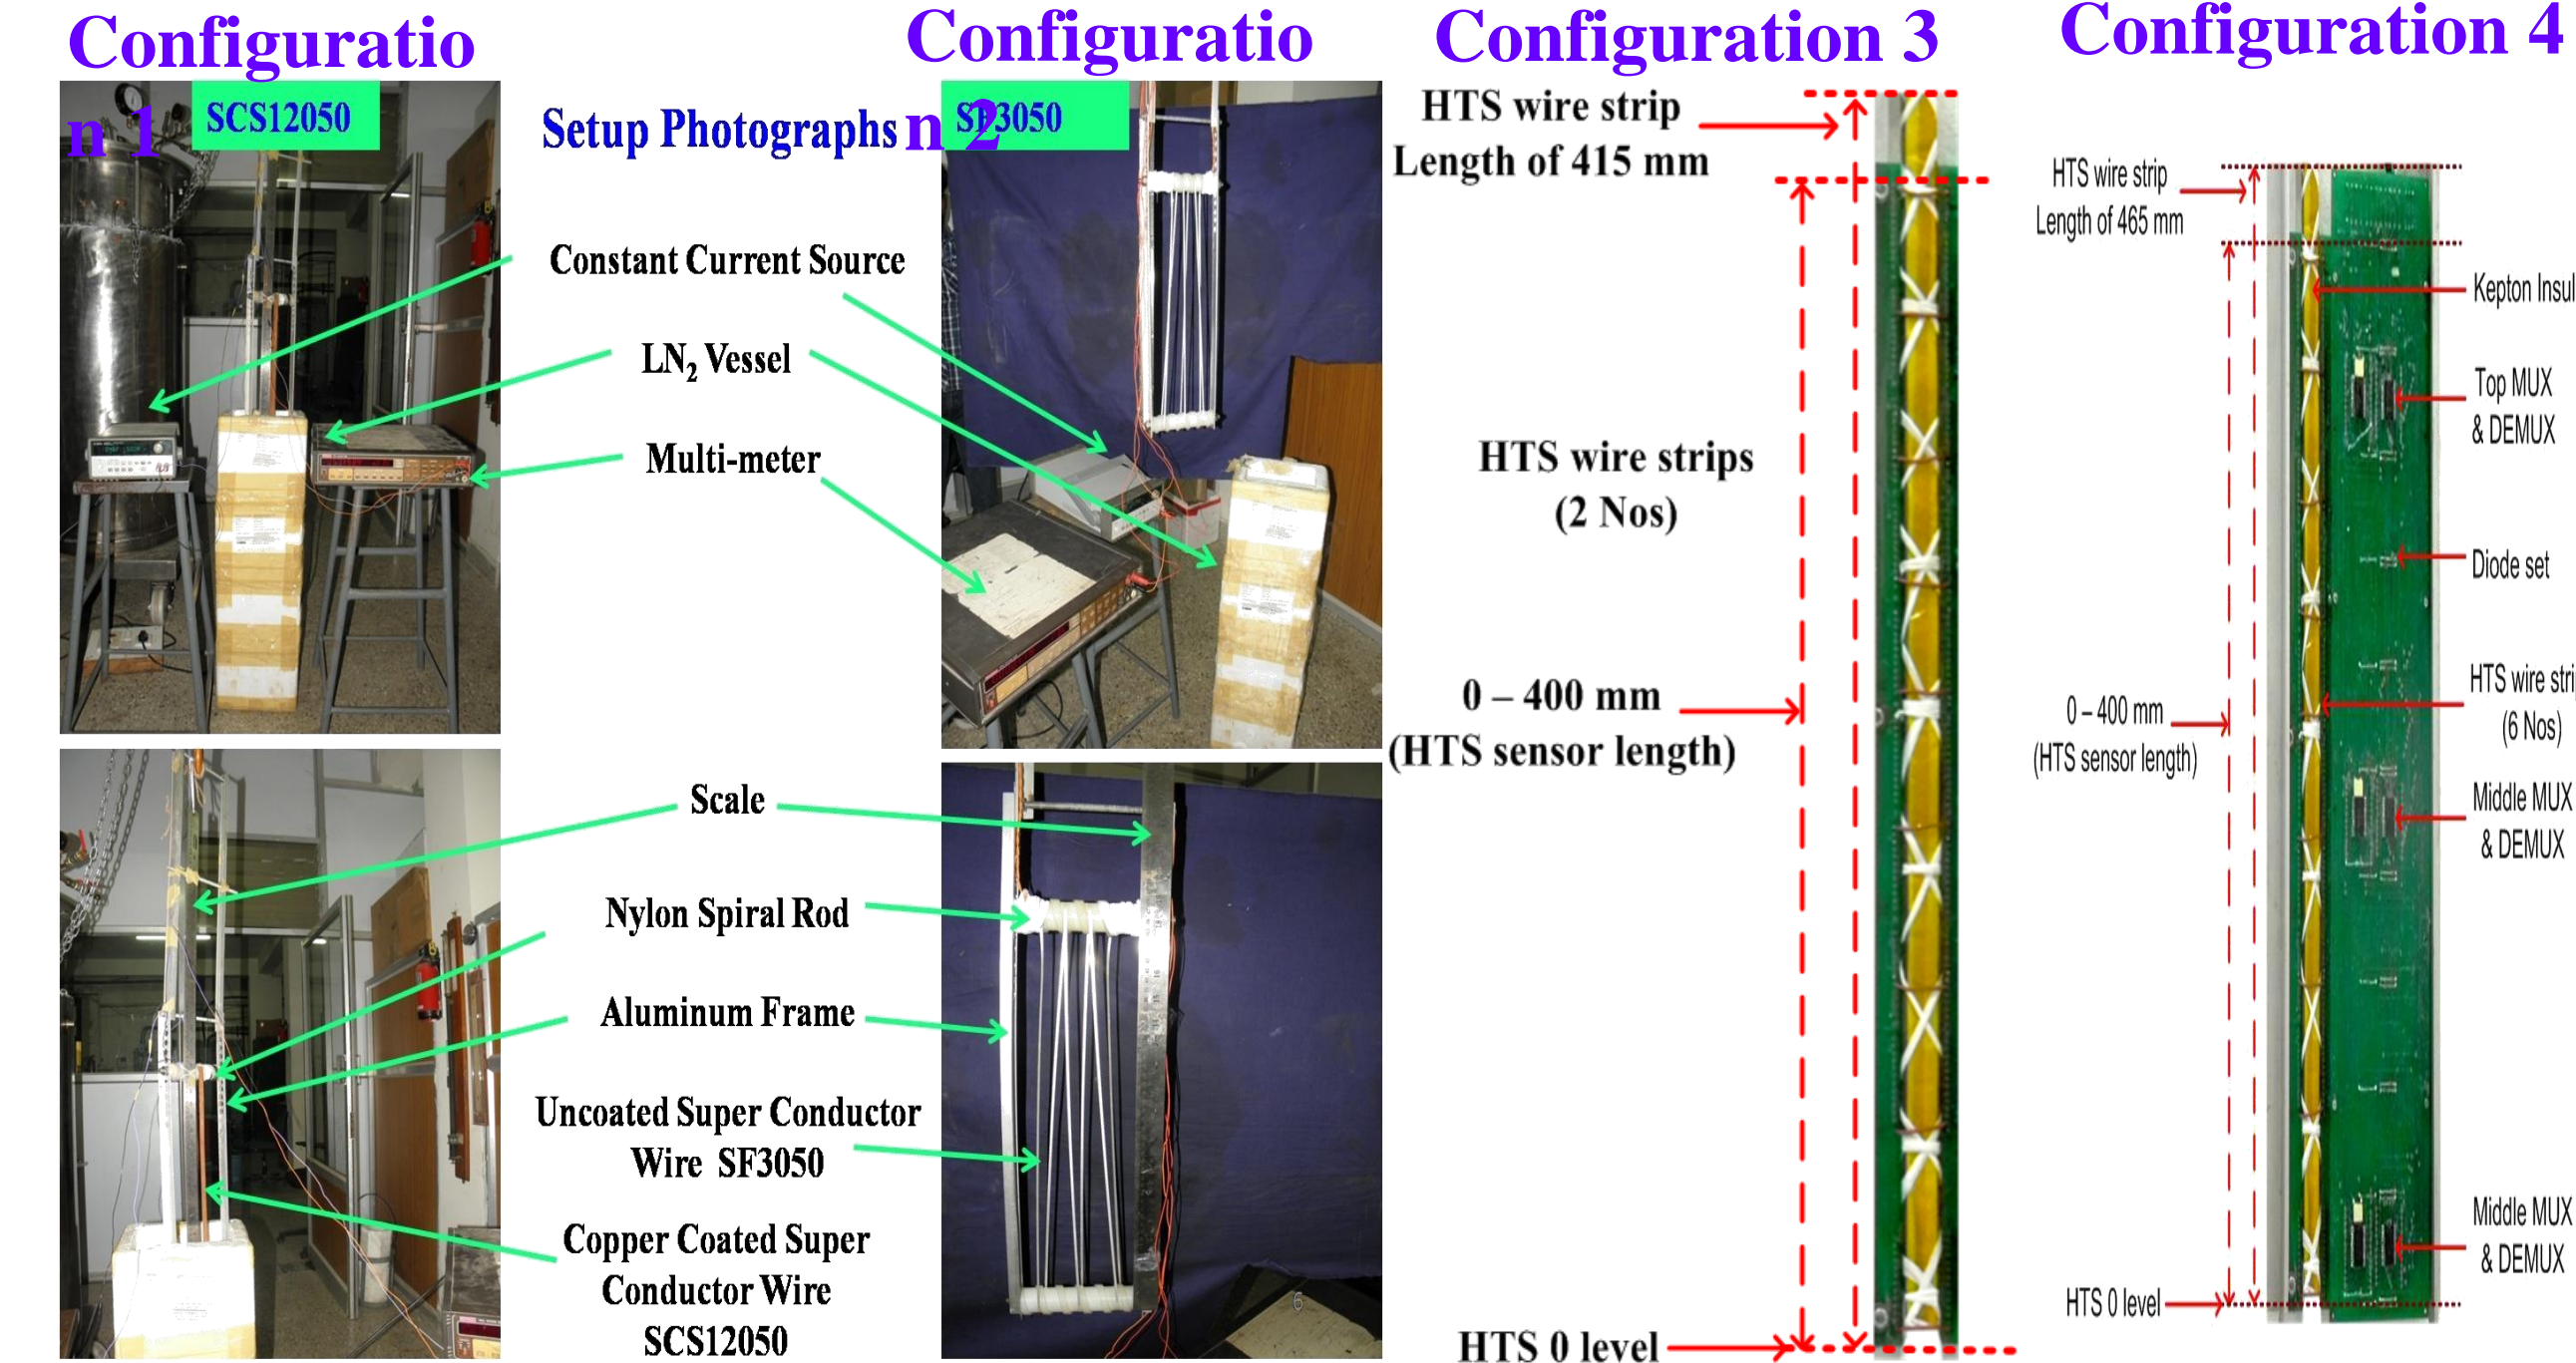 Configuratio
n 1
SCS12050
Setup Photographs
Configuratio
n 2
SF3050
Constant Current Source
LN2 Vessel
Multi-meter
Scale
Nylon Spiral Rod
Aluminum Frame
Uncoated Super Conductor
Wire SF3050
Copper Coated Super
Conductor Wire
SCS12050
Configuration 3
HTS wire strip
Length of 415 mm
HTS wire strips
(2 Nos)
0 – 400 mm
(HTS sensor length)
HTS 0 level
Configuration 4
HTS wire strip
Length of 465 mm
Kepton Insul
Top MUX
& DEMUX
Diode set
HTS wire stri
(6 Nos)
0 – 400 mm
(HTS sensor length)
Middle MUX
& DEMUX
Middle MUX
& DEMUX
HTS 0 level